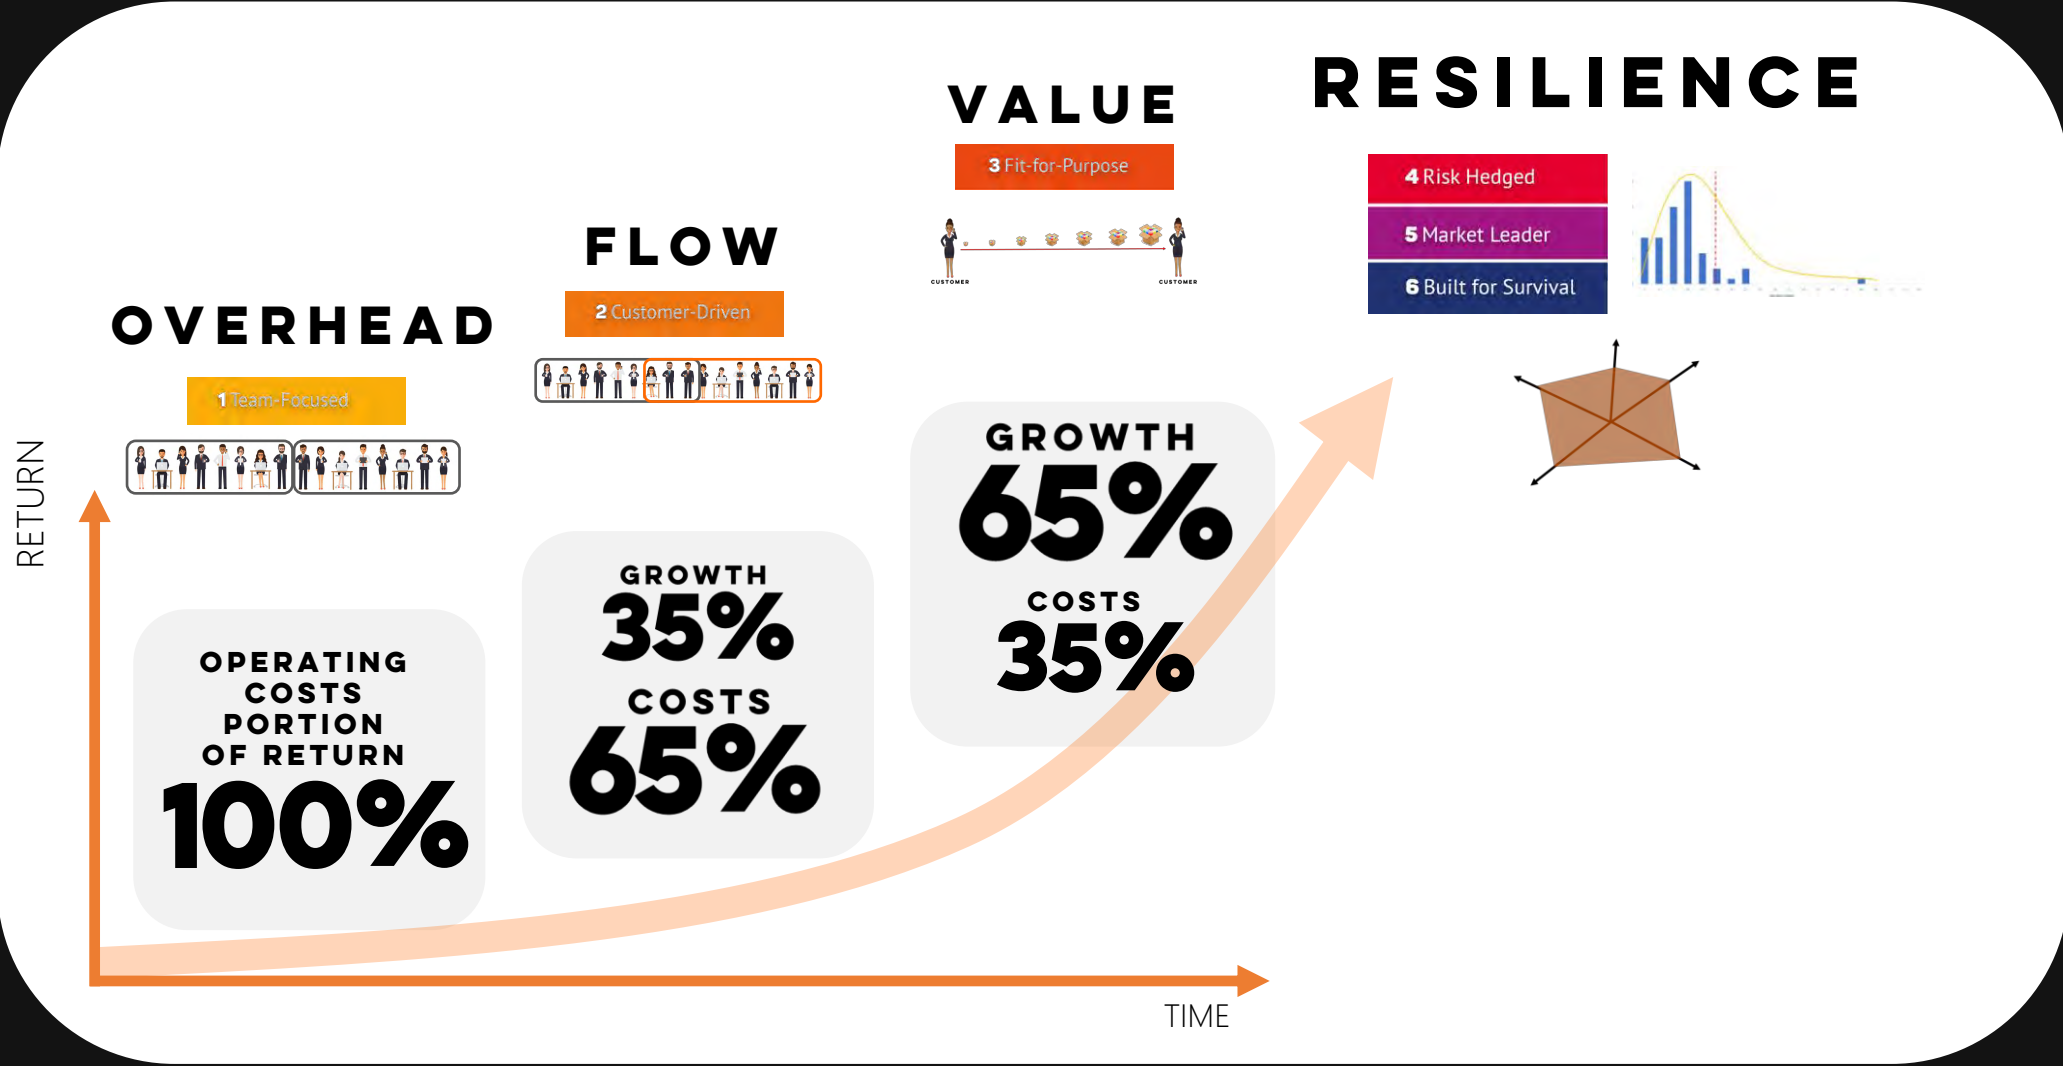 OVERHEAD
1 Team-Focused
FLOW
2 Customer-Driven
VALUE
3 Fit-for-Purpose
CUSTOMER
CUSTOMER
RESILIENCE
4 Risk Hedged
5 Market Leader
6 Built for Survival
RETURN
OPERATING
COSTS
PORTION
OF RETURN
100%
GROWTH
35%
COSTS
65%
GROWTH
65%
COSTS
35%
TIME